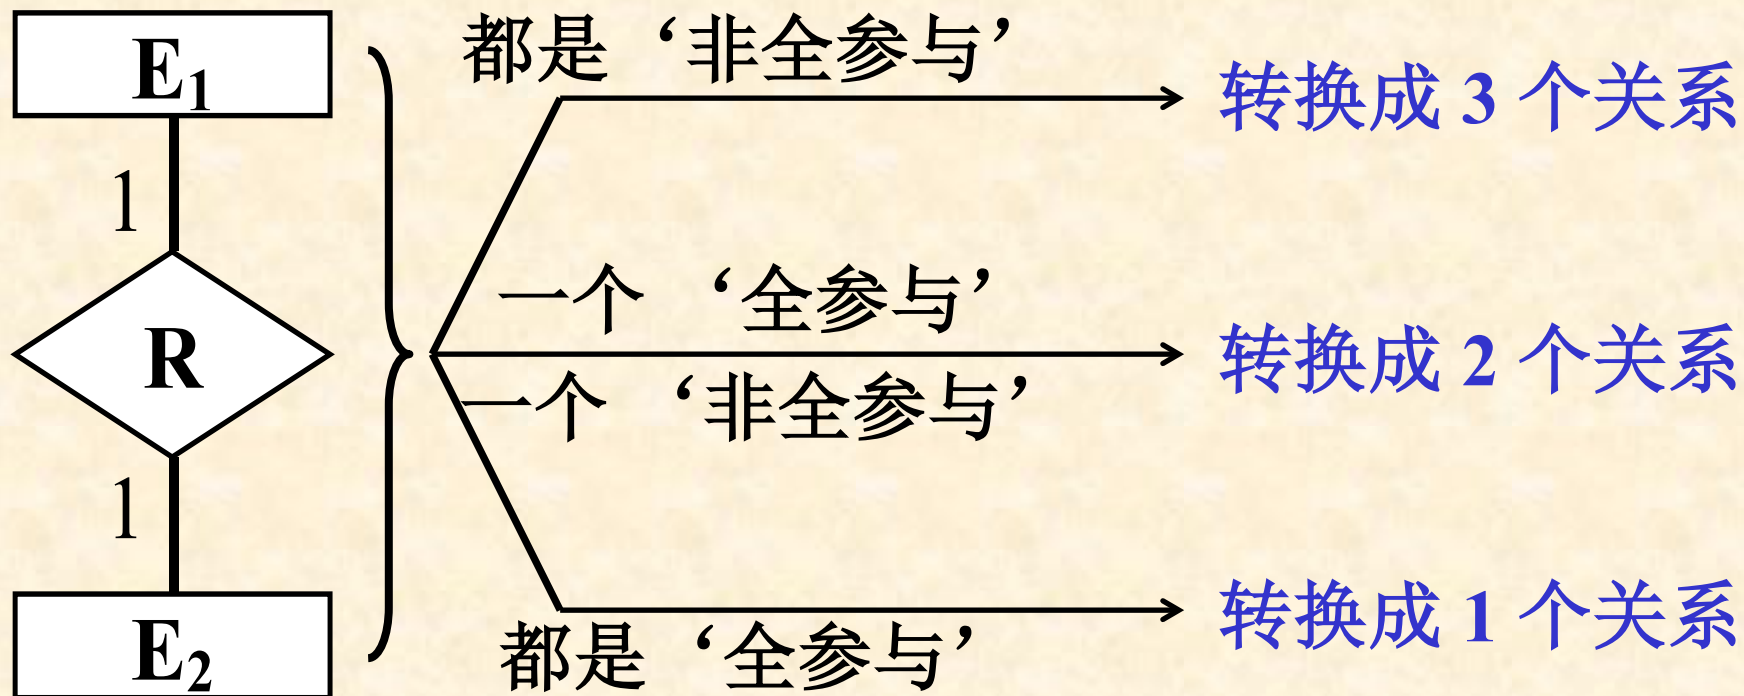 E₁
1
R
1
E₂
都是 ‘非全参与’
转换成 3 个关系
一个 ‘全参与’
一个 ‘非全参与’
转换成 2 个关系
都是 ‘全参与’
转换成 1 个关系